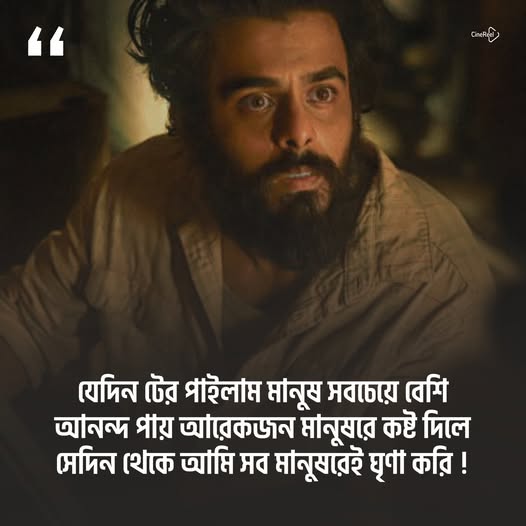 CineReel
যেদিন টের পাইলাম মানুষ সবচেয়ে বেশি
আনন্দ পায় আরেকজন মানুষরে কষ্ট দিলে
সেদিন থেকে আমি সব মানুষরেই ঘৃণা করি !